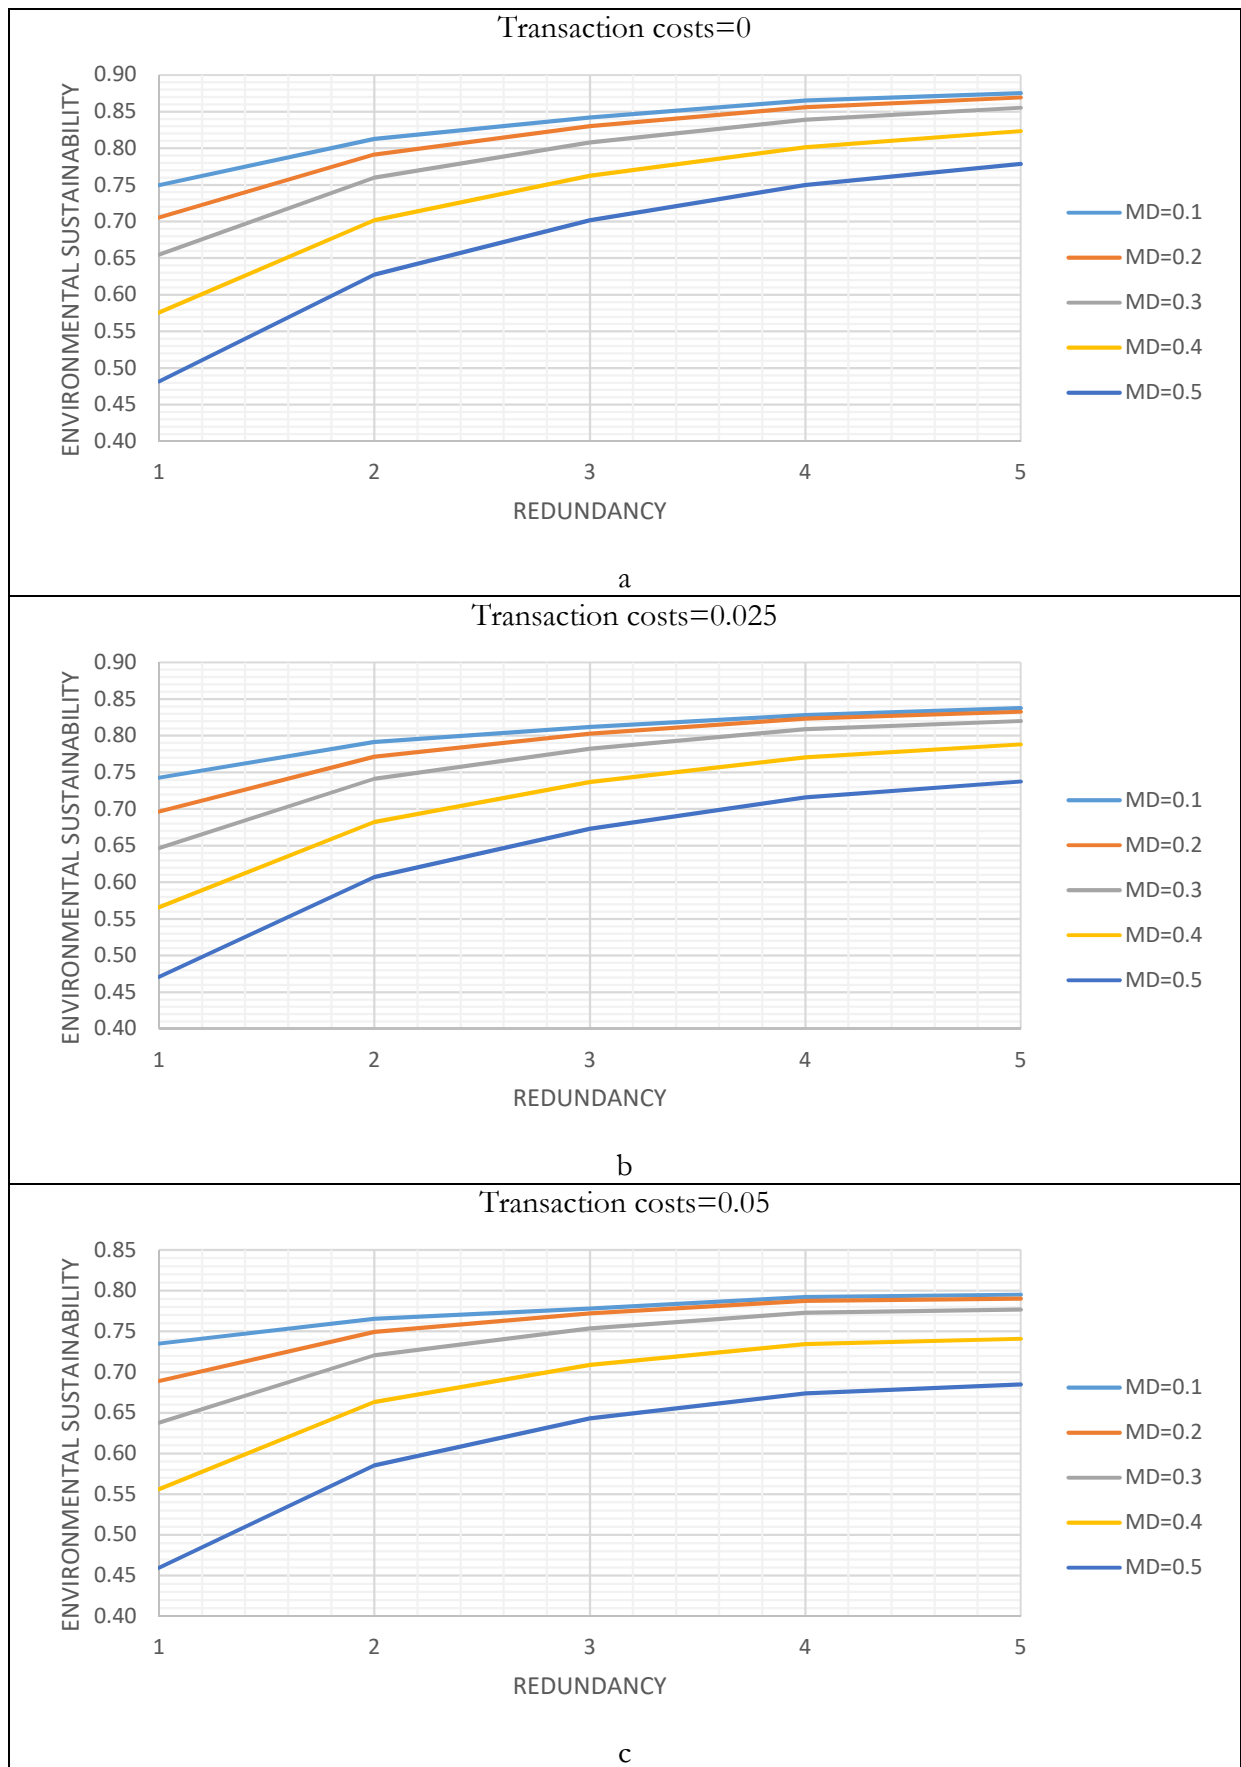 Transaction costs=0
ENVIRONMENTAL SUSTAINABILITY
0.90
0.85
0.80
0.75
0.70
0.65
0.60
0.55
0.50
0.45
0.40
1 2 3 4 5
REDUNDANCY
MD=0.1
MD=0.2
MD=0.3
MD=0.4
MD=0.5
a
Transaction costs=0.025
ENVIRONMENTAL SUSTAINABILITY
0.90
0.85
0.80
0.75
0.70
0.65
0.60
0.55
0.50
0.45
0.40
1 2 3 4 5
REDUNDANCY
MD=0.1
MD=0.2
MD=0.3
MD=0.4
MD=0.5
b
Transaction costs=0.05
ENVIRONMENTAL SUSTAINABILITY
0.85
0.80
0.75
0.70
0.65
0.60
0.55
0.50
0.45
0.40
1 2 3 4 5
REDUNDANCY
MD=0.1
MD=0.2
MD=0.3
MD=0.4
MD=0.5
c